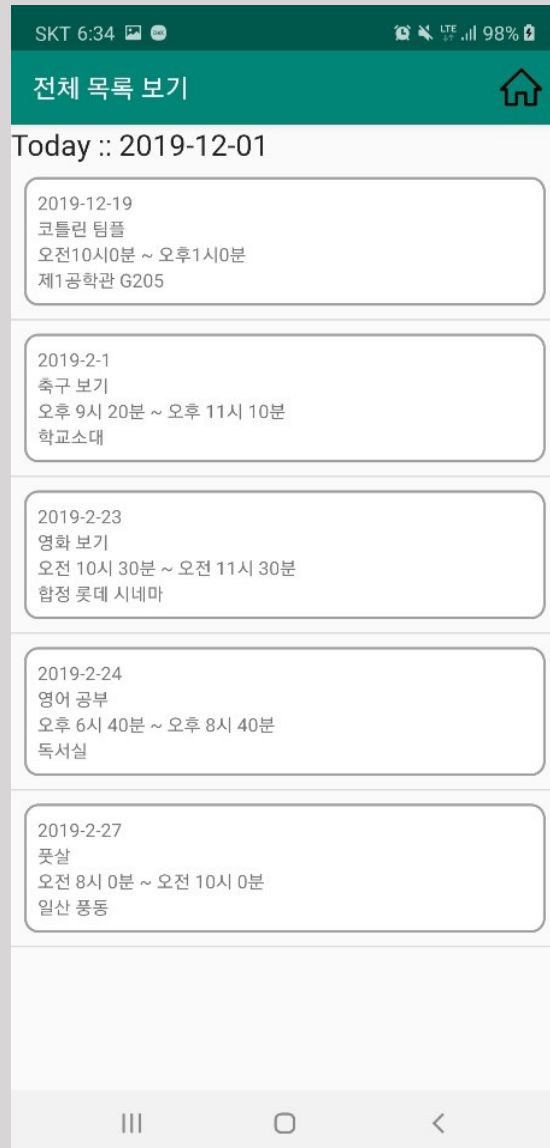 SKT 6:34 98%
LTE
전체 목록 보기
Today :: 2019-12-01
2019-12-19
코틀린 팀플
오전10시0분 ~ 오후1시0분
제1공학관 G205
2019-2-1
축구 보기
오후 9시 20분 ~ 오후 11시 10분
학교소대
2019-2-23
영화 보기
오전 10시 30분 ~ 오전 11시 30분
합정 롯데 시네마
2019-2-24
영어 공부
오후 6시 40분 ~ 오후 8시 40분
독서실
2019-2-27
풋살
오전 8시 0분 ~ 오전 10시 0분
일산 풍동